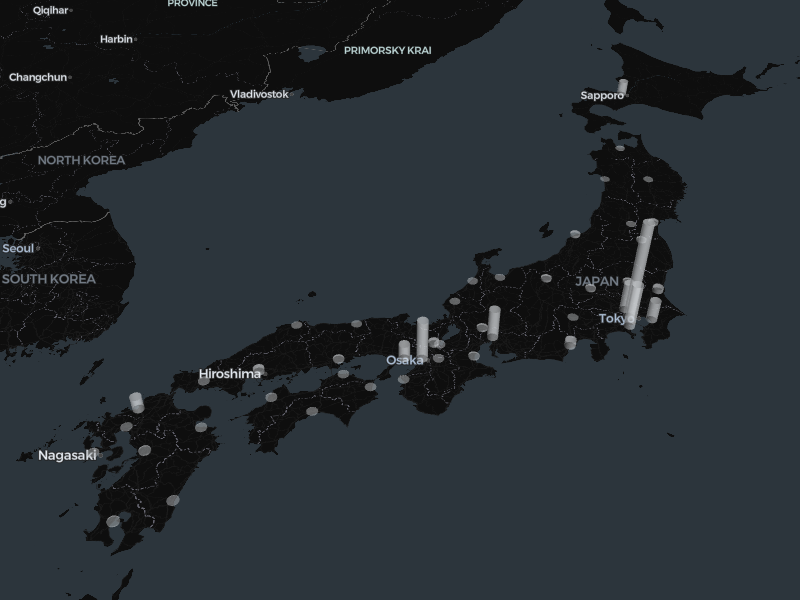 PROVINCE
Qiqihar
Harbin
PRIMORSKY KRAI
Changchun
Vladivostok
Sapporo
NORTH KOREA
g
Seoul
SOUTH KOREA
JAPAN
Tokyo
Osaka
Hiroshima
Nagasaki